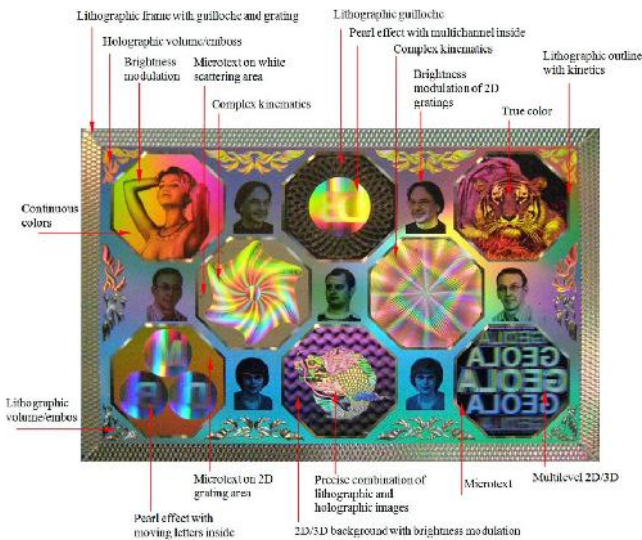 Lithographic frame with guilloche and grating
Lithographic guilloche
Pearl effect with multichannel inside
Holographic volume/emboss
Complex kinematics
Brightness
modulation
Microtext on white
scattering area
Brightness
modulation of 2D
gratings
Lithographic outline
with kinetics
Complex kinematics
True color
Continuous
colors
GEOLA
GEOLA
GEOLA
GEOLA
Lithographic
volume/embos
Microtext on 2D
grating area
Precise combination of
lithographic and
holographic images
Microtext
Multilevel 2D/3D
Pearl effect with
moving letters inside
2D/3D background with brightness modulation